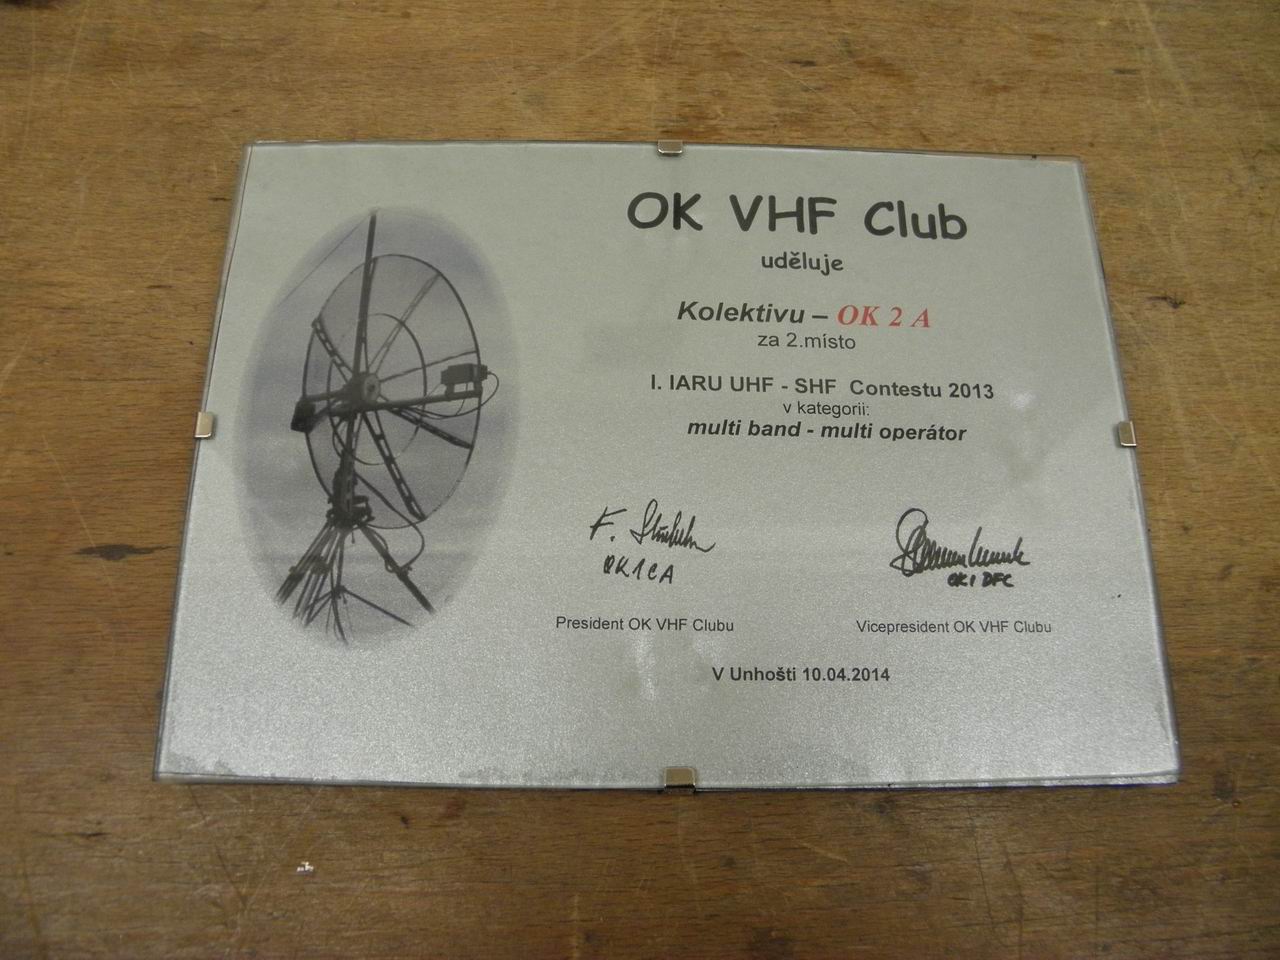 OK VHF Club
uděluje
Kolektivu – OK 2 A
za 2.místo
I. IARU UHF - SHF Contestu 2013
v kategorii:
multi band - multi operátor
F.
OK1CA
OK1DFC
President OK VHF Clubu
Vicepresident OK VHF Clubu
V Unhošti 10.04.2014